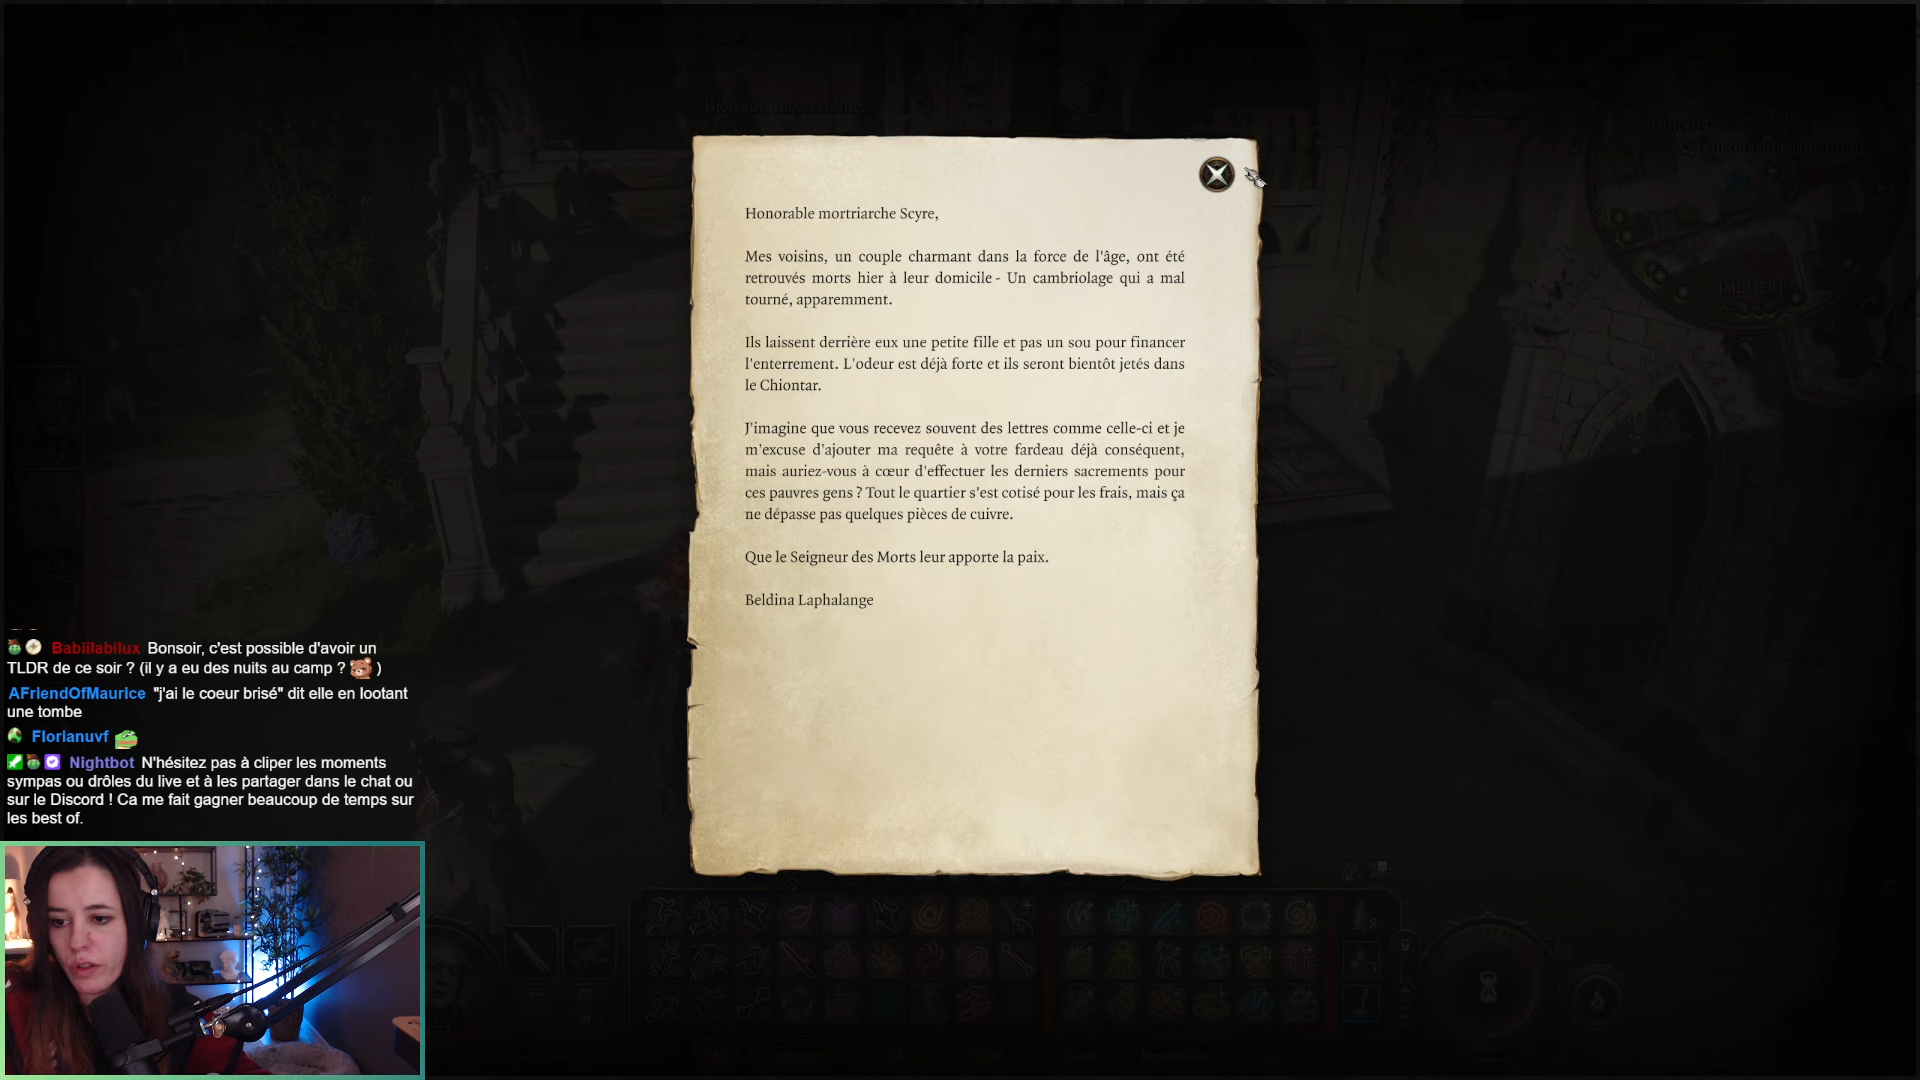 Honorable mortriarche Scyre,
Mes voisins, un couple charmant dans la force de l'âge, ont été
retrouvés morts hier à leur domicile - Un cambriolage qui a mal
tourné, apparemment.
Ils laissent derrière eux une petite fille et pas un sou pour financer
l'enterrement. L'odeur est déjà forte et ils seront bientôt jetés dans
le Chiontar.
J'imagine que vous recevez souvent des lettres comme celle-ci et je
m'excuse d'ajouter ma requête à votre fardeau déjà conséquent,
mais auriez-vous à cœur d'effectuer les derniers sacrements pour
ces pauvres gens ? Tout le quartier s'est cotisé pour les frais, mais ça
ne dépasse pas quelques pièces de cuivre.
Que le Seigneur des Morts leur apporte la paix.
Beldina Laphalange
CIMETIÈRE
Babiilabilux Bonsoir, c'est possible d'avoir un
TLDR de ce soir ? (il y a eu des nuits au camp ? )
AFriendOfMaurice "j'ai le coeur brisé" dit elle en lootant
une tombe
Florianuvf
Nightbot N'hésitez pas à cliper les moments
sympas ou drôles du live et à les partager dans le chat ou
sur le Discord ! Ca me fait gagner beaucoup de temps sur
les best of.